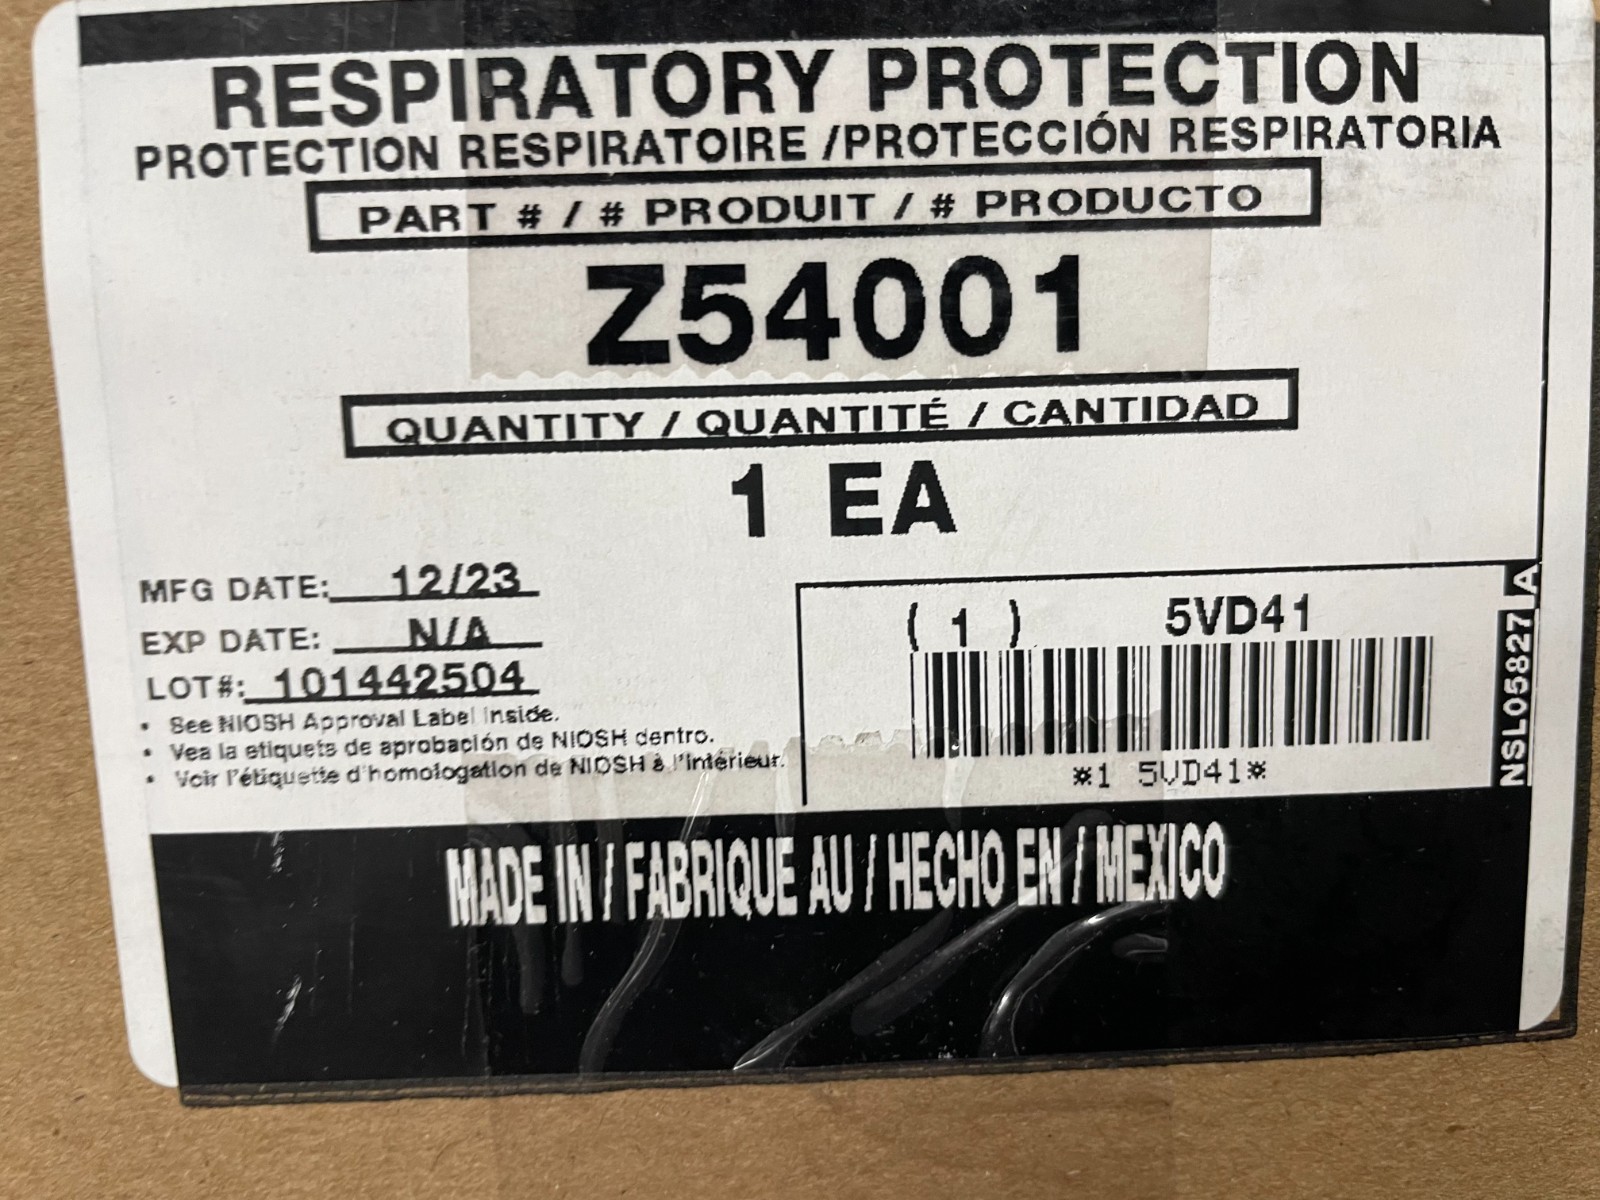 RESPIRATORY PROTECTION
PROTECTION RESPIRATOIRE /PROTECCIÓN RESPIRATORIA
PART # / # PRODUIT / # PRODUCTO
Z54001
QUANTITY / QUANTITÉ / CANTIDAD
1 EA
MFG DATE: 12/23
EXP DATE: N/A
LOT#: 101442504
• See NIOSH Approval Label Inside.
• Vea la etiqueta de aprobación de NIOSH dentro.
• Voir l'étiquette d'homologation de NIOSH à l'intérieur.
( 1 ) 5VD41
*1 5VD41*
NSL05827 A
MADE IN / FABRIQUE AU / HECHO EN / MEXICO